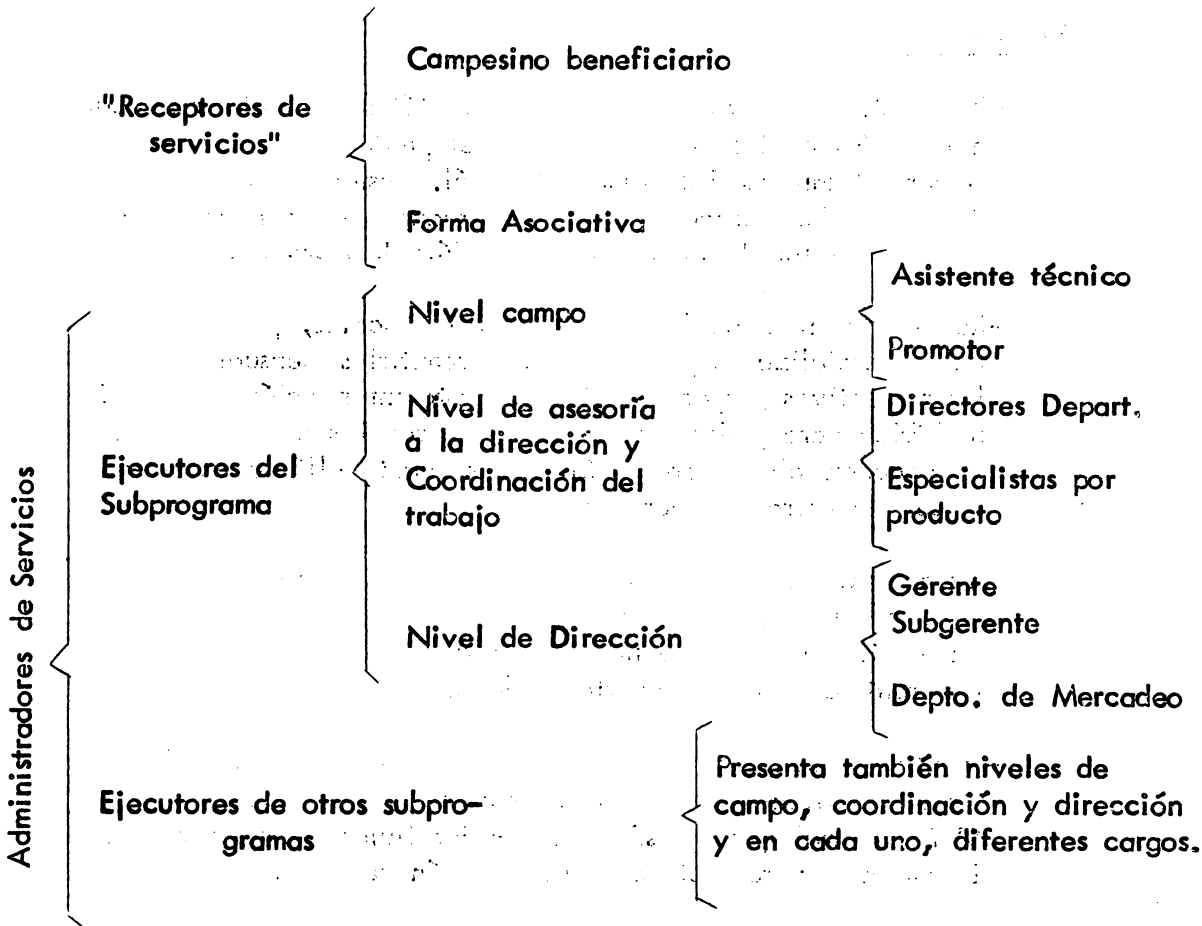 Campesino beneficiario
"Receptores de
servicios"
Forma Asociativa
Administradores de Servicios
Ejecutores del
Subprograma
Nivel campo
Asistente técnico
Promotor
Nivel de asesoría
a la dirección y
Coordinación del
trabajo
Directores Depart.
Especialistas por
producto
Nivel de Dirección
Gerente
Subgerente
Depto. de Mercadeo
Ejecutores de otros subpro-
gramas
Presenta también niveles de
campo, coordinación y dirección
y en cada uno, diferentes cargos.